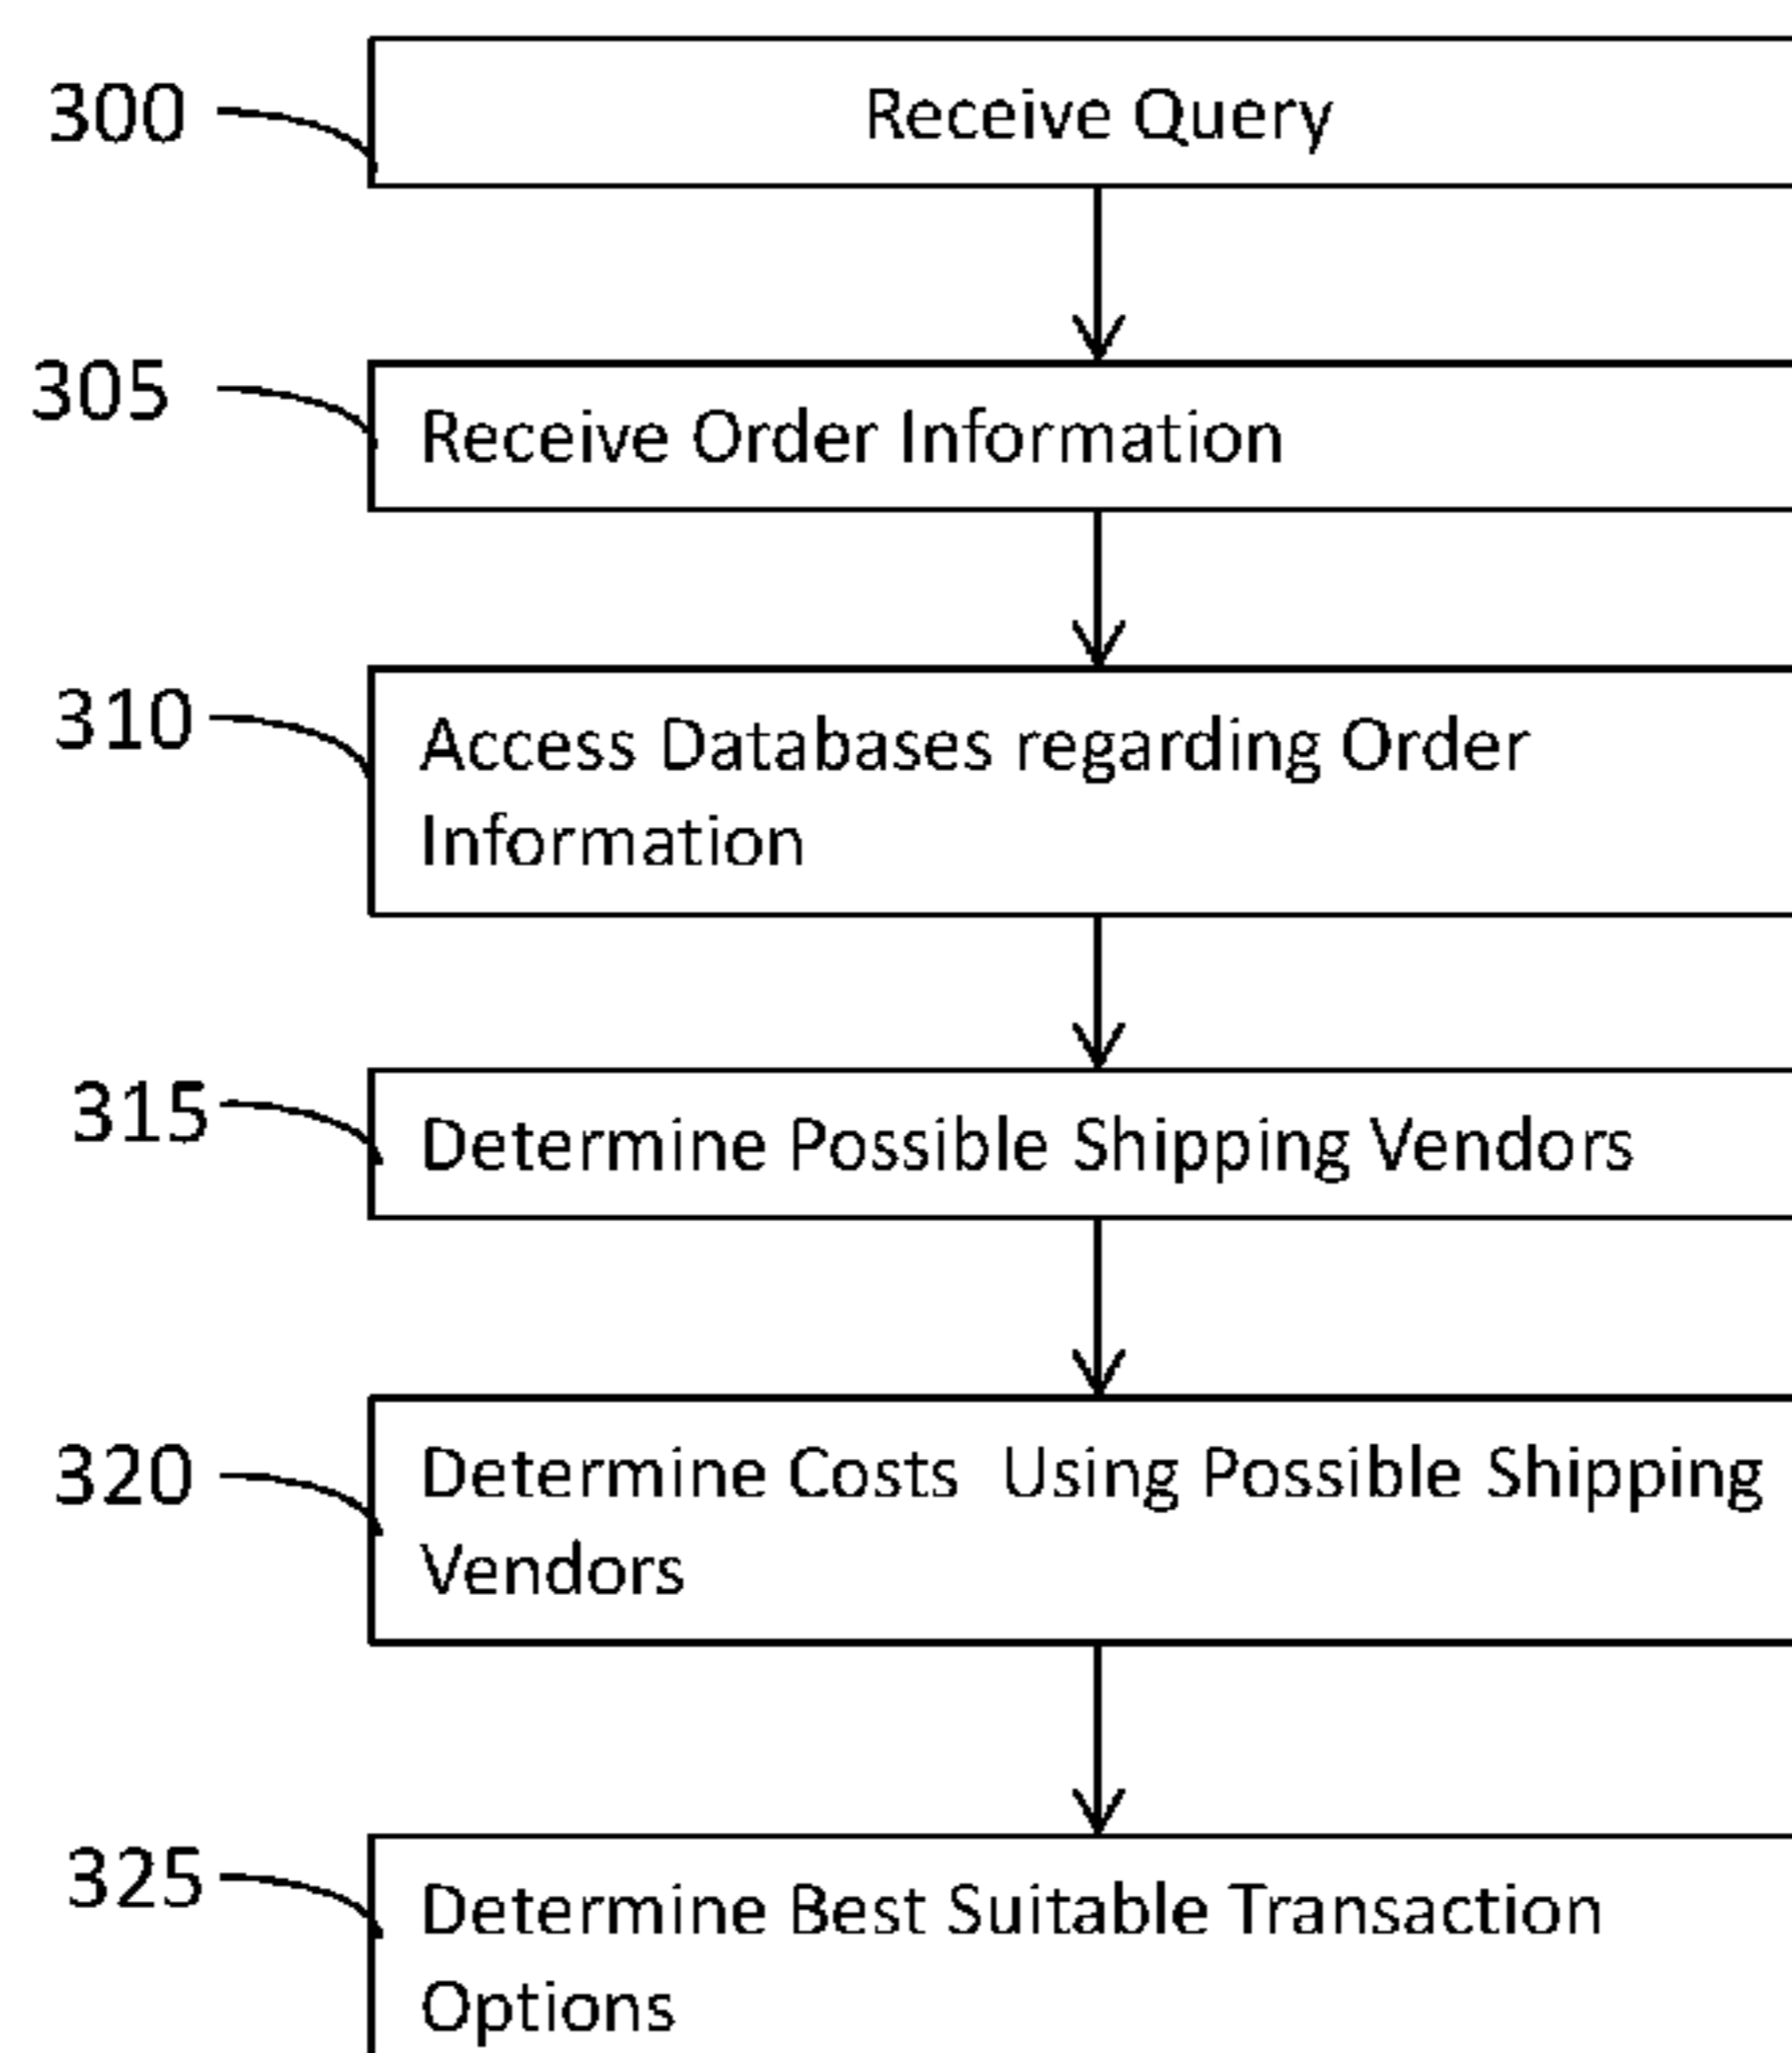 300
Receive Query
305
Receive Order Information
310
Access Databases regarding Order
Information
315
Determine Possible Shipping Vendors
320
Determine Costs Using Possible Shipping
Vendors
325
Determine Best Suitable Transaction
Options